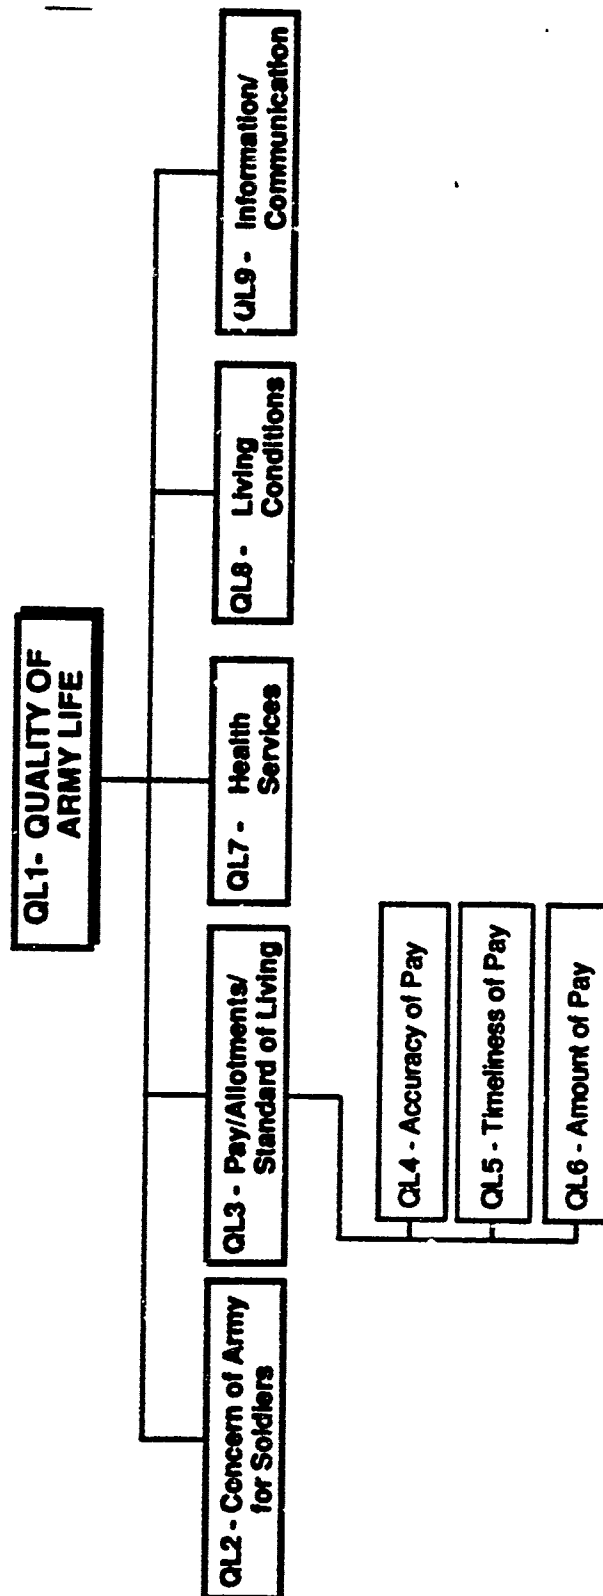 QL1- QUALITY OF
ARMY LIFE
QL2 - Concern of Army
for Soldiers
QL3 - Pay/Allotments/
Standard of Living
QL4 - Accuracy of Pay
QL5 - Timeliness of Pay
QL6 - Amount of Pay
QL7 - Health
Services
QL8 - Living
Conditions
QL9 - Information/
Communication